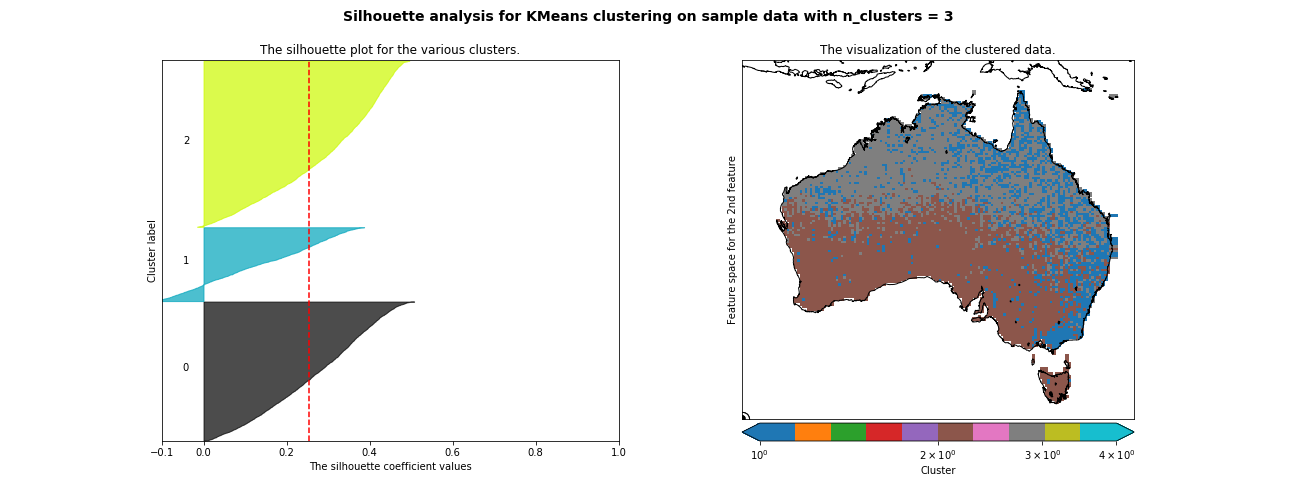 Silhouette analysis for KMeans clustering on sample data with n_clusters = 3
The silhouette plot for the various clusters.
2
1
0
Cluster label
−0.1 0.0 0.2 0.4 0.6 0.8 1.0
The silhouette coefficient values
The visualization of the clustered data.
Feature space for the 2nd feature
10⁰ 2 × 10⁰ 3 × 10⁰ 4 × 10⁰
Cluster